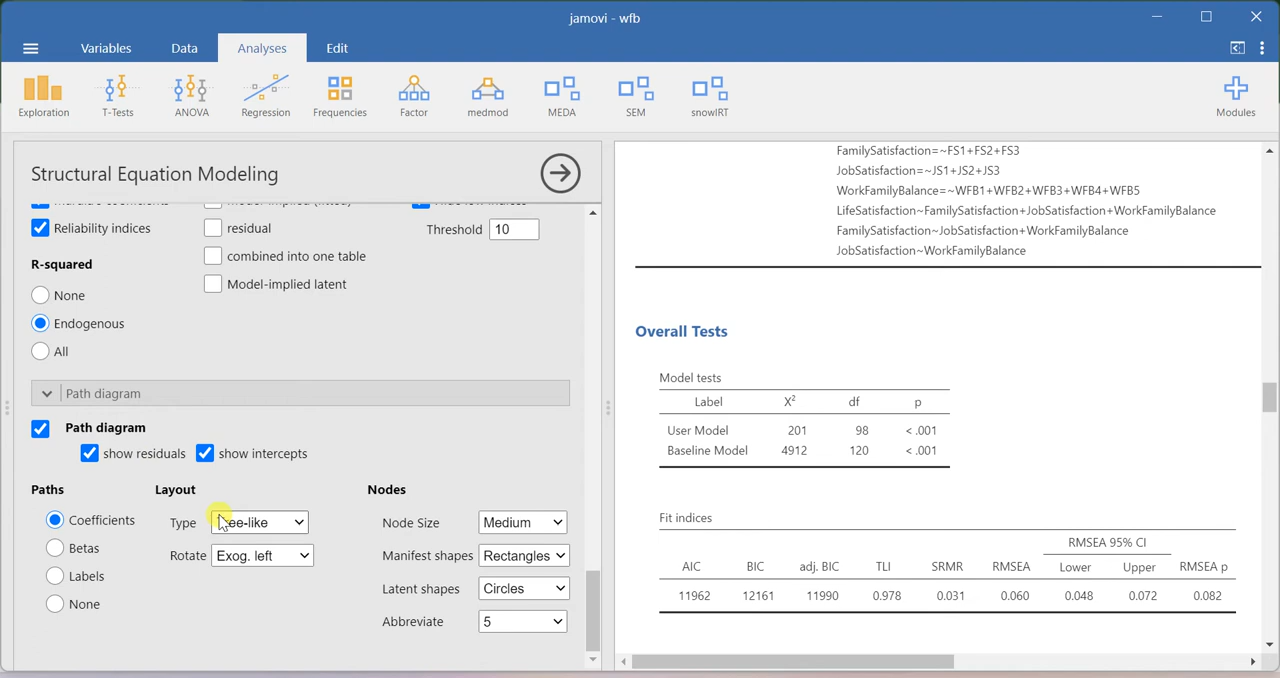 jamovi - wfb
Variables
Data
Analyses
Edit
Exploration
T-Tests
ANOVA
Regression
Frequencies
Factor
medmod
MEDA
SEM
snowIRT
Modules
Structural Equation Modeling
Reliability indices
residual
Threshold 10
R-squared
combined into one table
Model-implied latent
None
Endogenous
All
Path diagram
Path diagram
show residuals
show intercepts
Paths
Layout
Nodes
Coefficients
Type
Node Size Medium
Betas
Rotate Exog. left
Manifest shapes Rectangles
Labels
Latent shapes Circles
None
Abbreviate 5
FamilySatisfaction=~FS1+FS2+FS3
JobSatisfaction=~JS1+JS2+JS3
WorkFamilyBalance=~WFB1+WFB2+WFB3+WFB4+WFB5
LifeSatisfaction~FamilySatisfaction+JobSatisfaction+WorkFamilyBalance
FamilySatisfaction~JobSatisfaction+WorkFamilyBalance
JobSatisfaction~WorkFamilyBalance
Overall Tests
Model tests
Label X² df p
User Model 201 98 < .001
Baseline Model 4912 120 < .001
Fit indices
RMSEA 95% CI
AIC BIC adj. BIC TLI SRMR RMSEA Lower Upper RMSEA p
11962 12161 11990 0.978 0.031 0.060 0.048 0.072 0.082